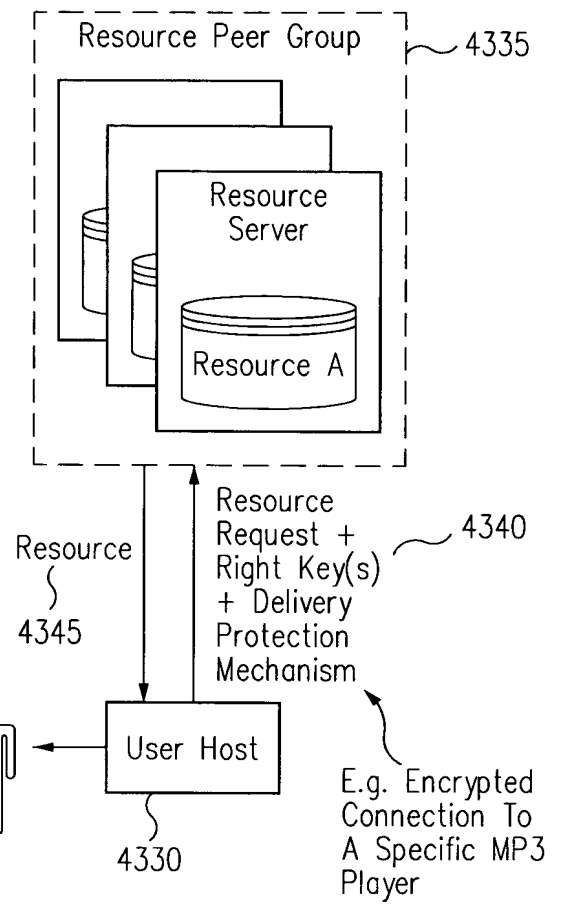 Resource Peer Group
4335
Resource
Server
Resource A
Resource
4345
Resource
Request +
Right Key(s)
+ Delivery
Protection
Mechanism
4340
User Host
4330
E.g. Encrypted
Connection To
A Specific MP3
Player